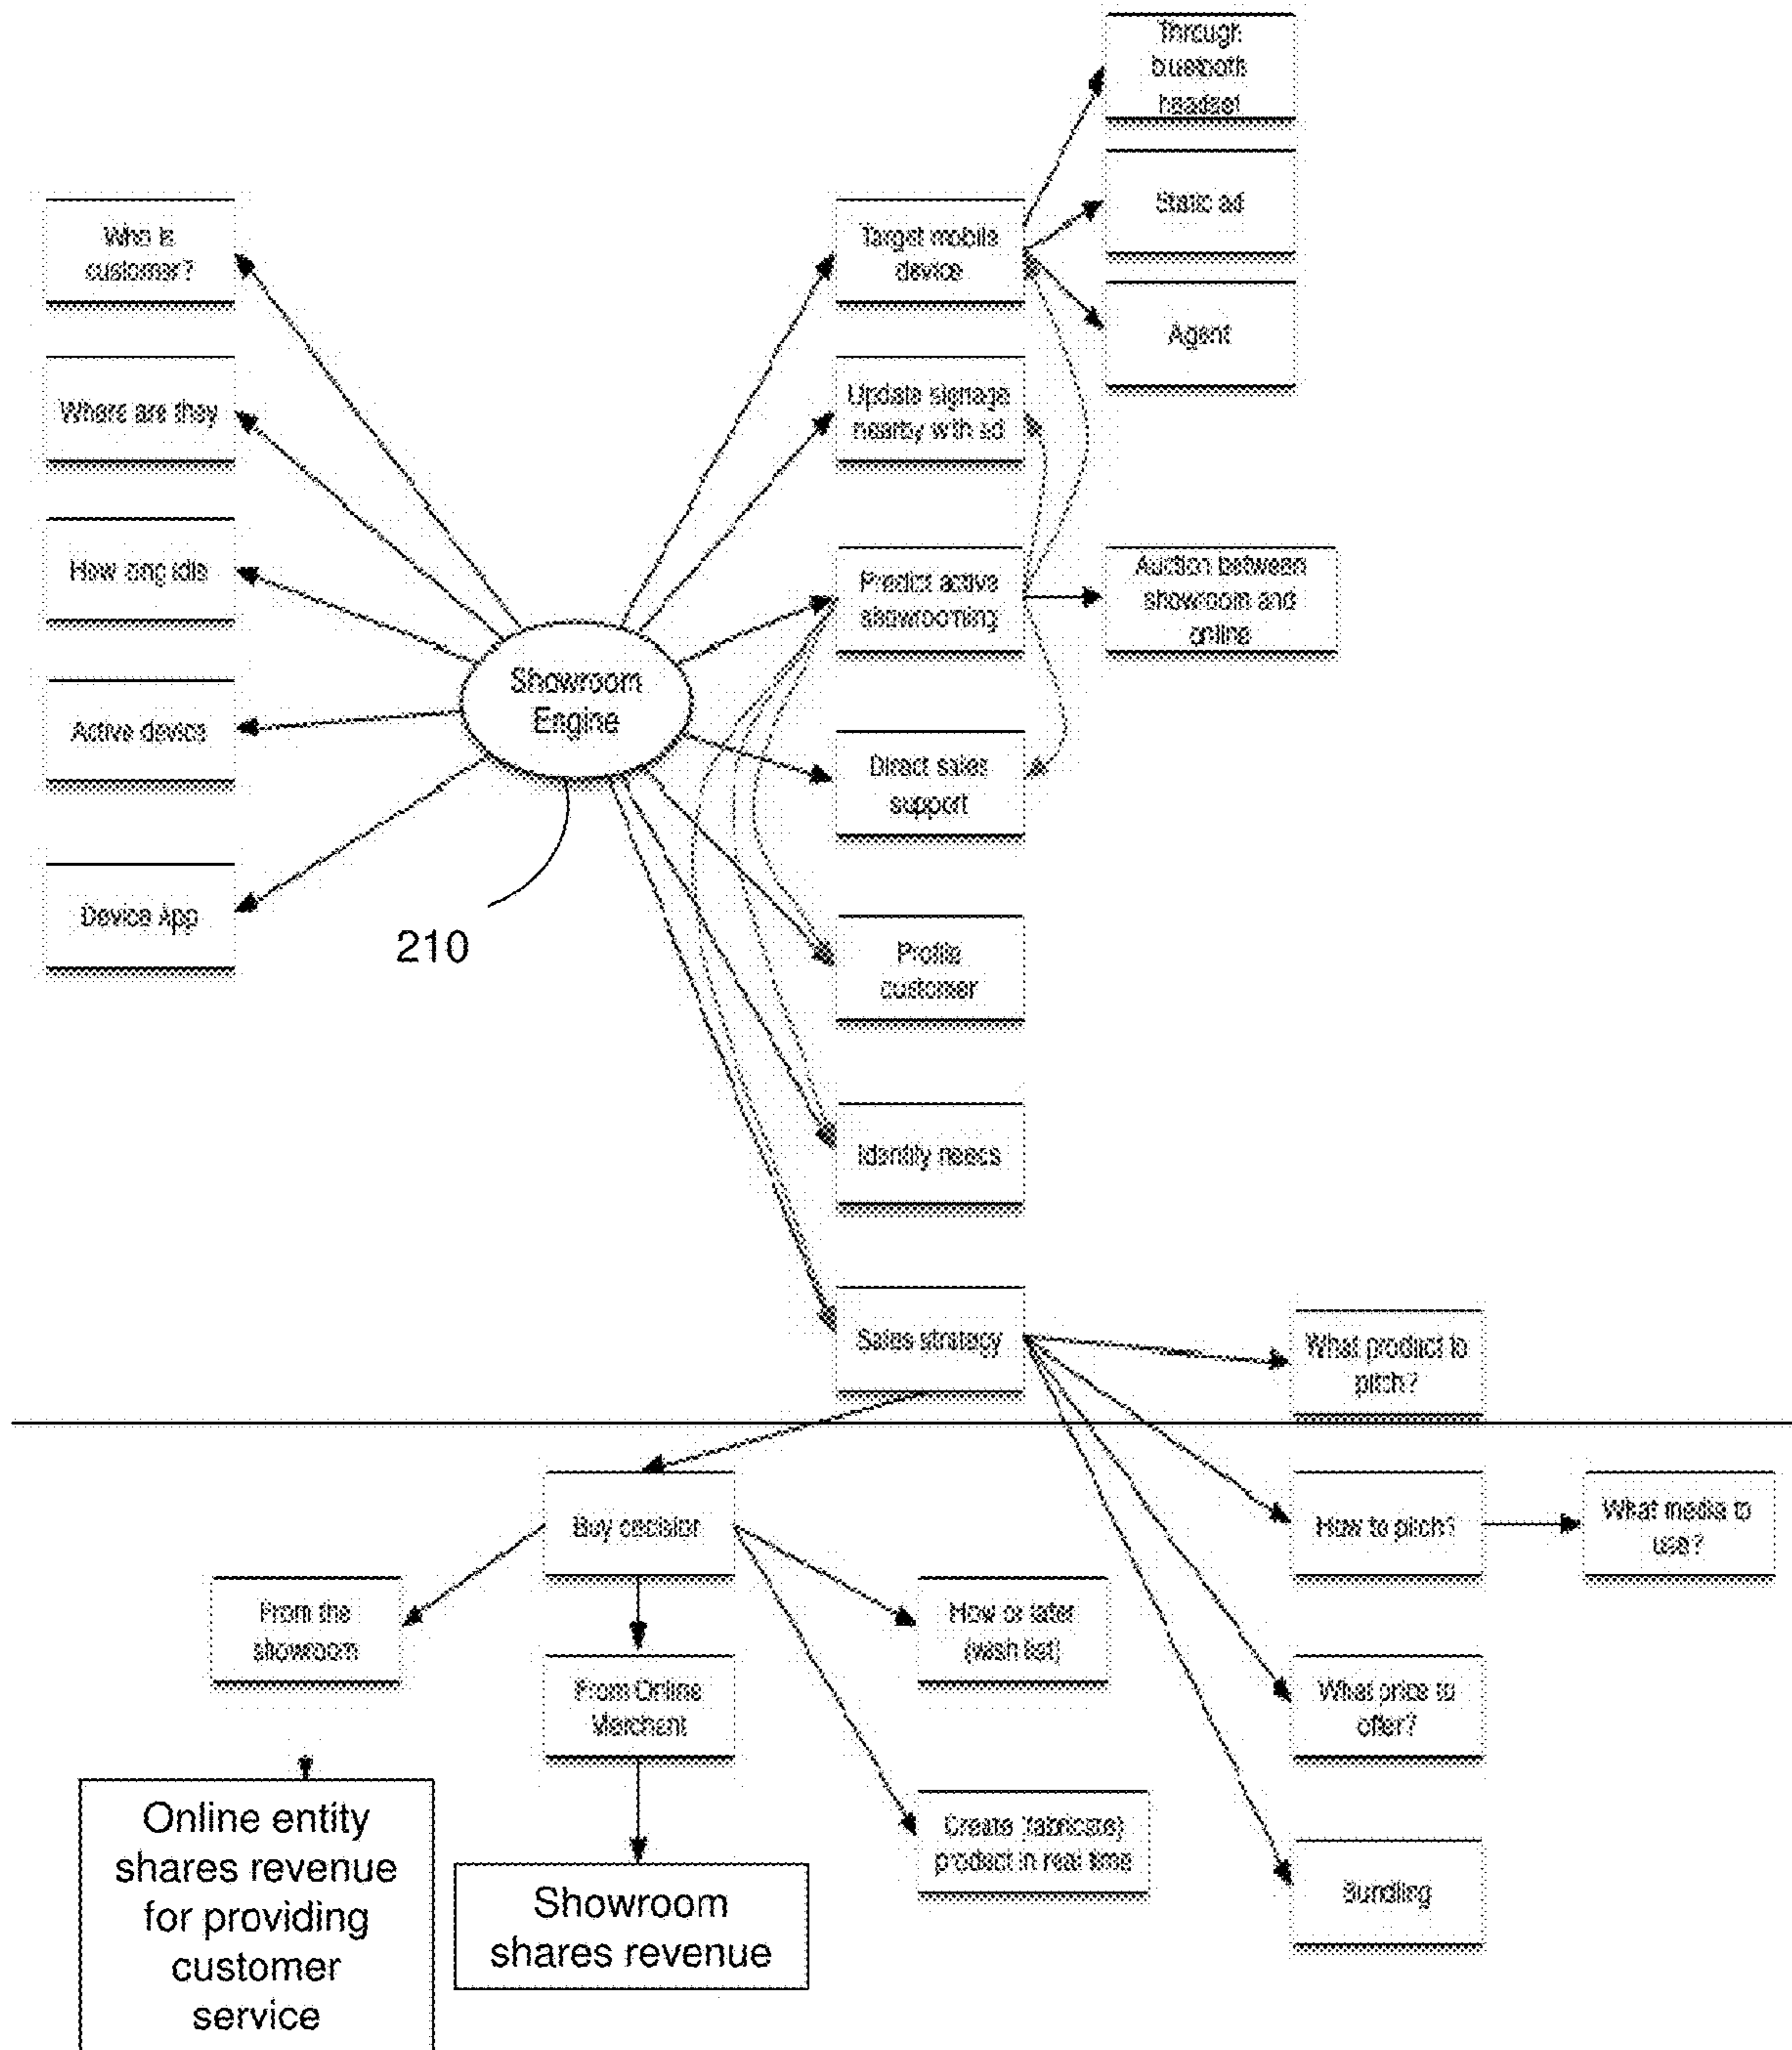 Through
bluetooth
headset
Static ad
Who is
customer?
Target mobile
device
Agent
Where are they
Update signage
nearby with ad
How long idle
Predict active
showrooming
Auction between
showroom and
online
Showroom
Engine
Active device
Direct sales
support
Device App
210
Profile
customer
Identify needs
Sales strategy
What product to
pitch?
Buy decision
How to pitch?
What media to
use?
From the
showroom
How or later
(wish list)
From Online
Merchant
What price to
offer?
Online entity
shares revenue
for providing
customer
service
Create (fabricate)
product in real time
Showroom
shares revenue
Bundling